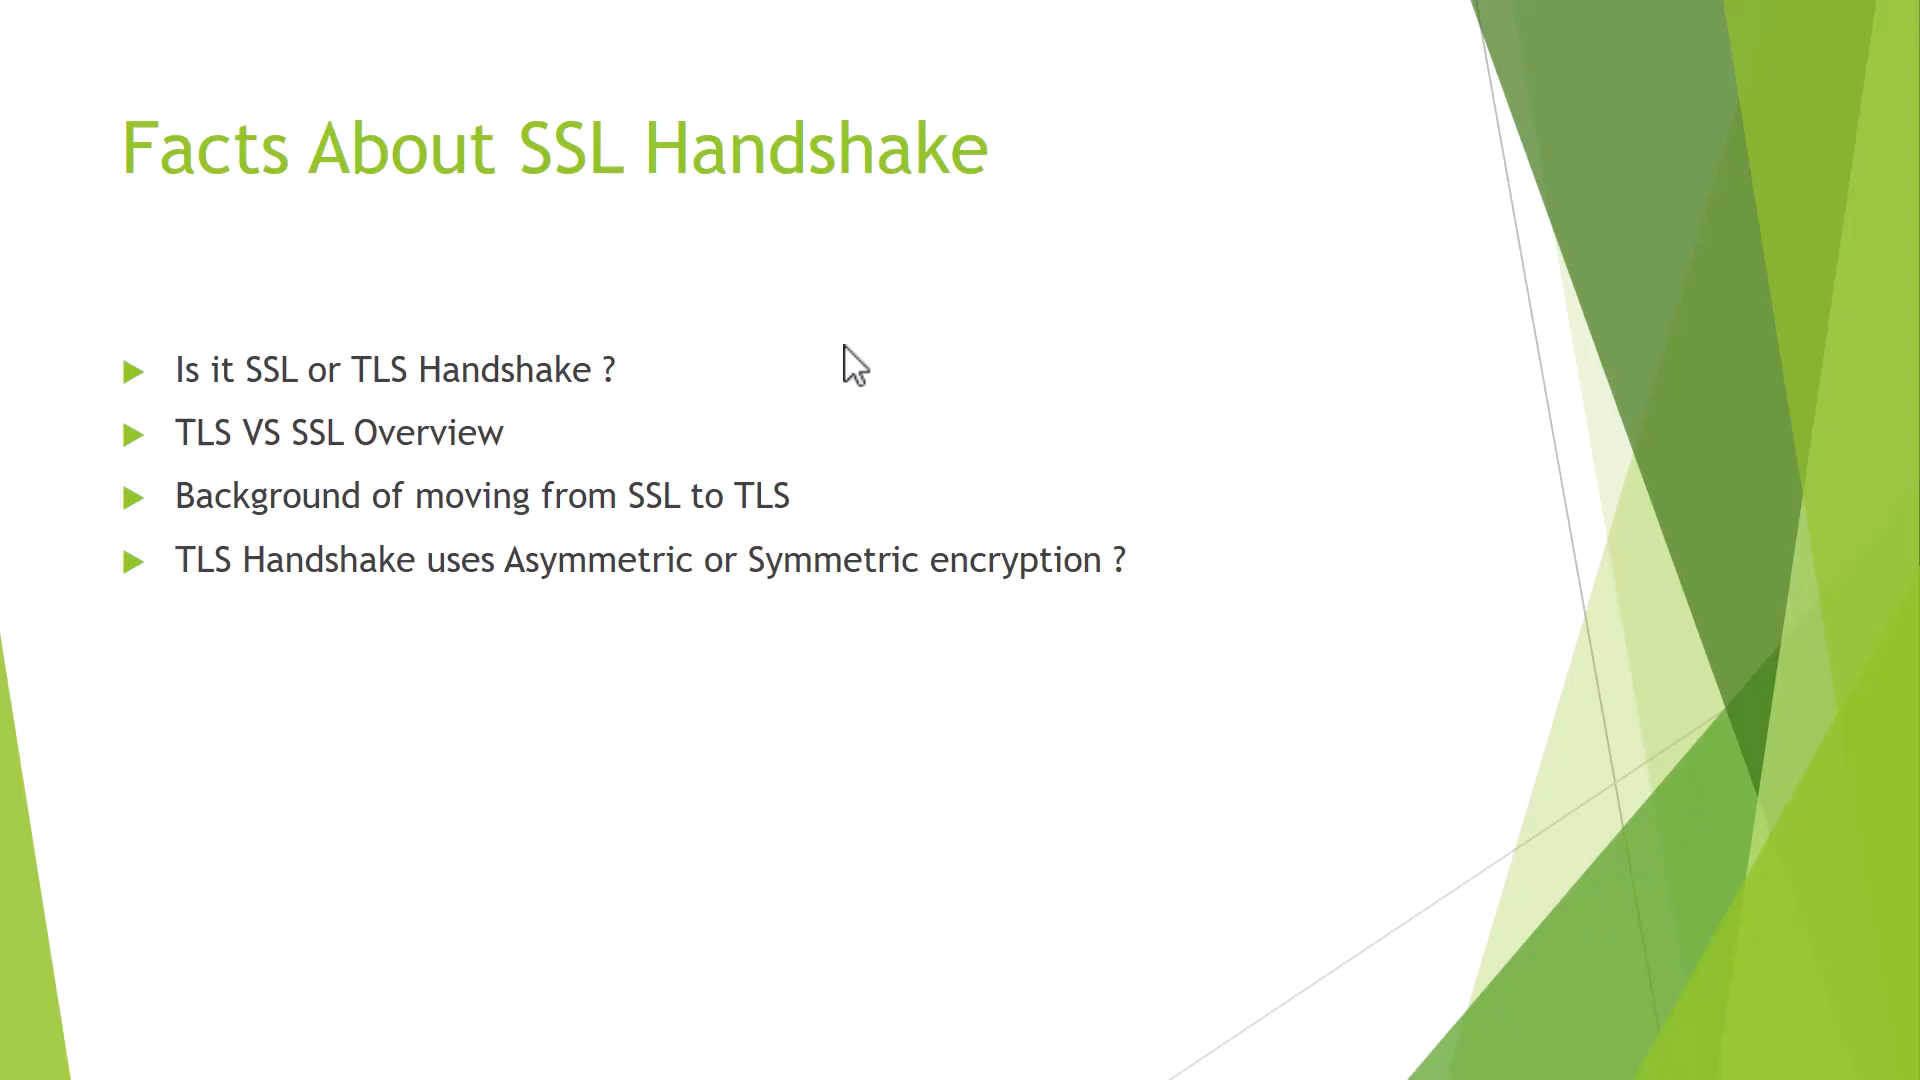 Facts About SSL Handshake
Is it SSL or TLS Handshake ?
TLS VS SSL Overview
Background of moving from SSL to TLS
TLS Handshake uses Asymmetric or Symmetric encryption ?